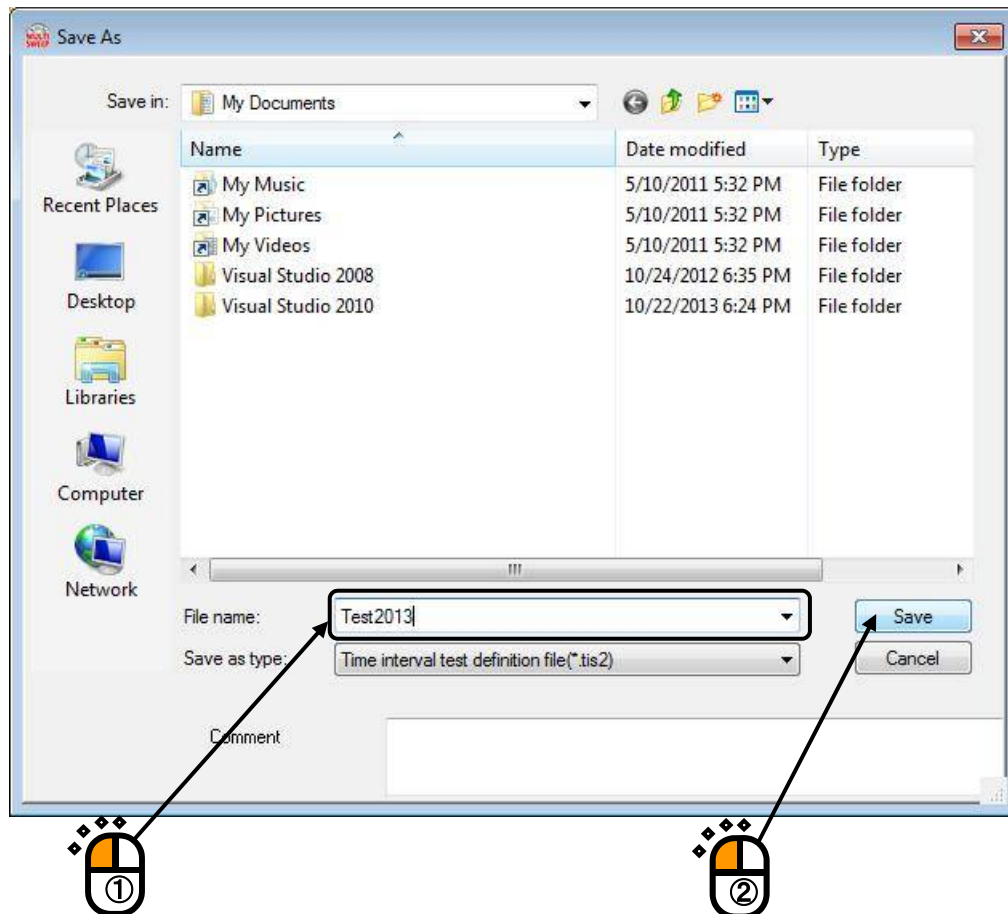 MULTI SWEEP Save As
Save in: My Documents
Name Date modified Type
My Music 5/10/2011 5:32 PM File folder
My Pictures 5/10/2011 5:32 PM File folder
My Videos 5/10/2011 5:32 PM File folder
Visual Studio 2008 10/24/2012 6:35 PM File folder
Visual Studio 2010 10/22/2013 6:24 PM File folder
Recent Places
Desktop
Libraries
Computer
Network
File name: Test2013 Save
Save as type: Time interval test definition file(*.tis2) Cancel
Comment
① ②